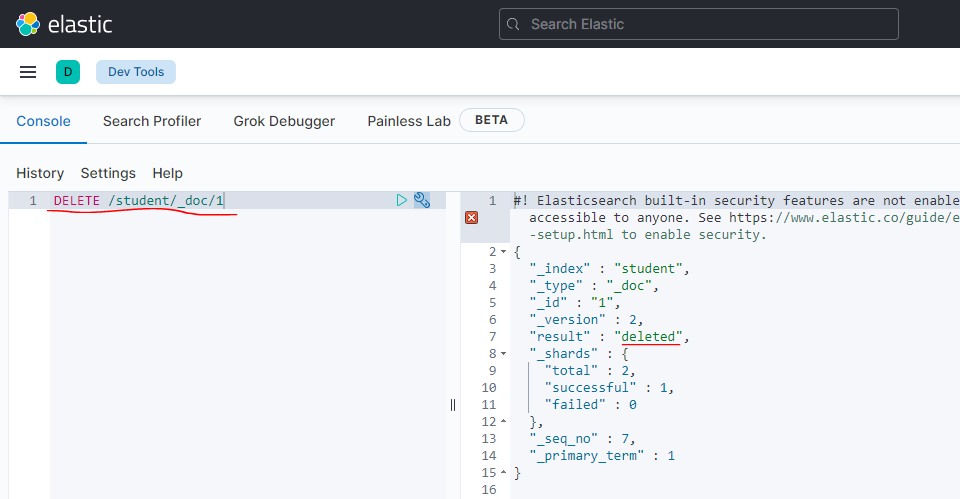 elastic
Search Elastic
D
Dev Tools
Console Search Profiler Grok Debugger Painless Lab BETA
History Settings Help
1 DELETE /student/_doc/1
1 #! Elasticsearch built-in security features are not enable
accessible to anyone. See https://www.elastic.co/guide/e
-setup.html to enable security.
2 {
3 "_index" : "student",
4 "_type" : "_doc",
5 "_id" : "1",
6 "_version" : 2,
7 "result" : "deleted",
8 "_shards" : {
9 "total" : 2,
10 "successful" : 1,
11 "failed" : 0
12 },
13 "_seq_no" : 7,
14 "_primary_term" : 1
15 }
16